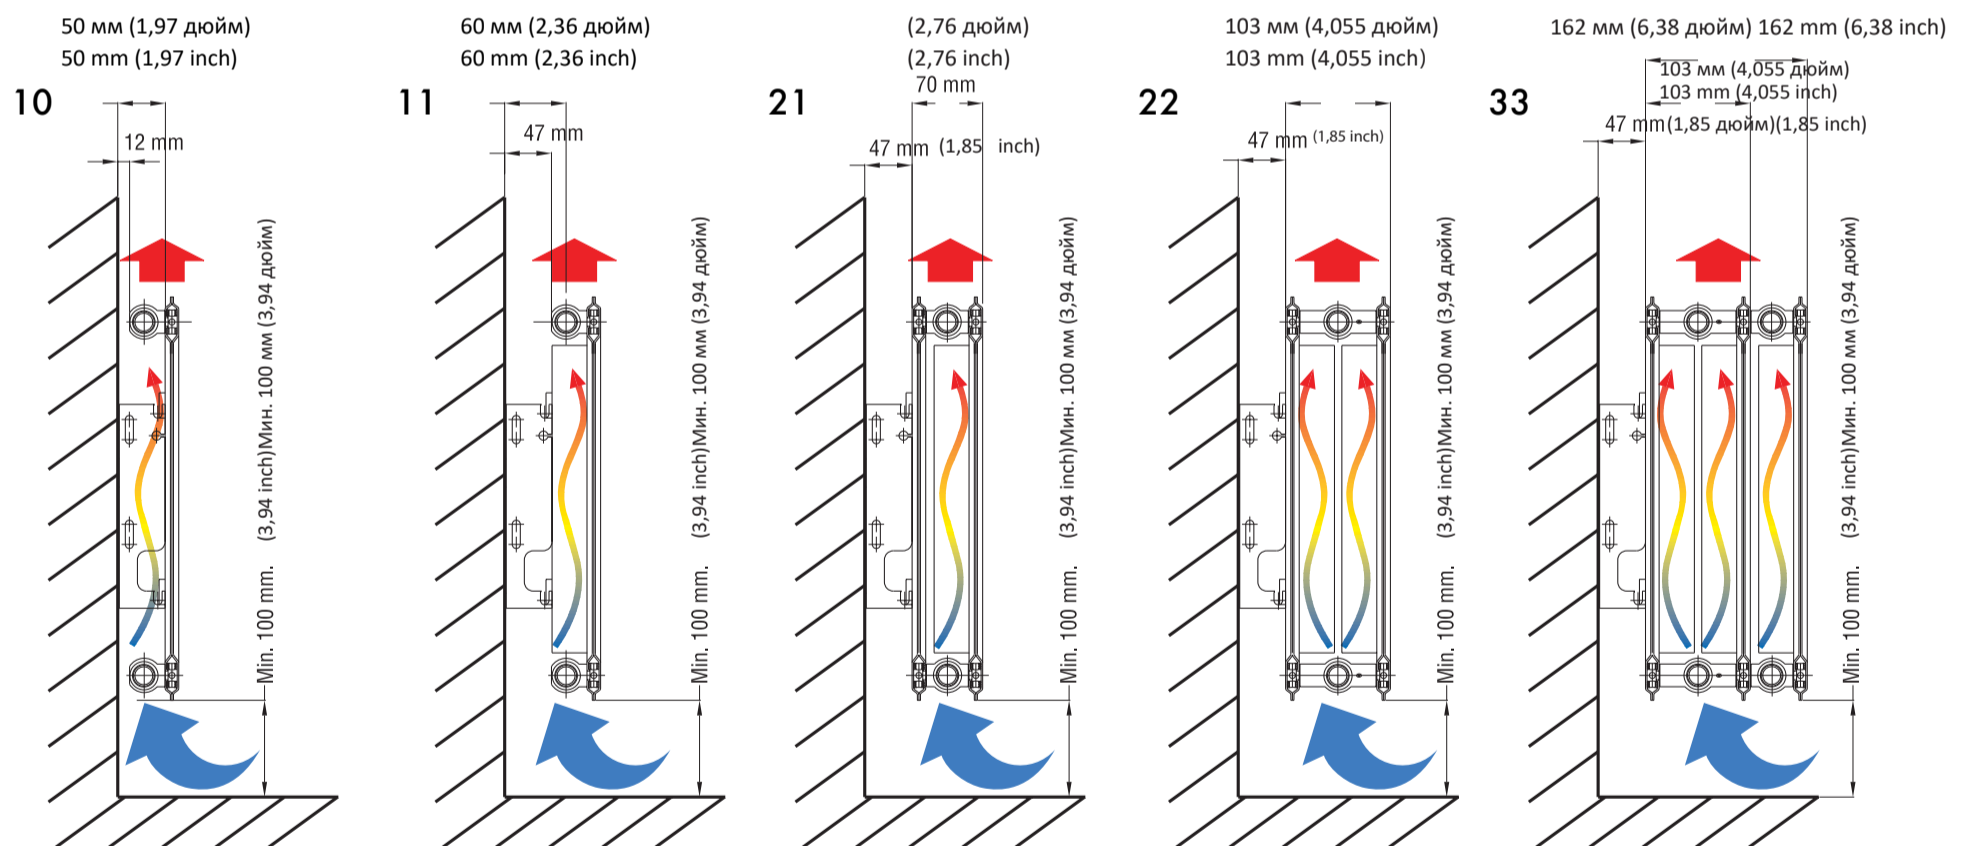 50 мм (1,97 дюйм)
50 mm (1,97 inch)
10
12 mm
(3,94 inch)Мин. 100 мм (3,94 дюйм)
Min. 100 mm.
60 мм (2,36 дюйм)
60 mm (2,36 inch)
11
47 mm
(3,94 inch)Мин. 100 мм (3,94 дюйм)
Min. 100 mm.
(2,76 дюйм)
(2,76 inch)
70 mm
21
47 mm (1,85 inch)
(3,94 inch)Мин. 100 мм (3,94 дюйм)
Min. 100 mm.
103 мм (4,055 дюйм)
103 mm (4,055 inch)
22
47 mm (1,85 inch)
(3,94 inch)Мин. 100 мм (3,94 дюйм)
Min. 100 mm.
162 мм (6,38 дюйм) 162 mm (6,38 inch)
103 мм (4,055 дюйм)
103 mm (4,055 inch)
33
47 mm(1,85 дюйм)(1,85 inch)
(3,94 inch)Мин. 100 мм (3,94 дюйм)
Min. 100 mm.